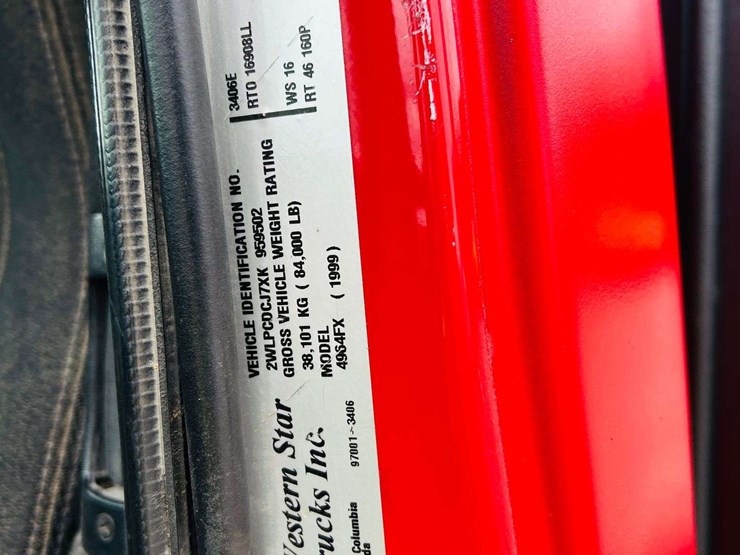 VEHICLE IDENTIFICATION NO.
2WLPCDCJ7XK 959502
GROSS VEHICLE WEIGHT RATING
38,101 KG ( 84,000 LB)
MODEL
4964FX ( 1999 )
3406E
RTO 16908LL
WS 16
RT 46 160P
Western Star
Trucks Inc.
Columbia
97001-3406